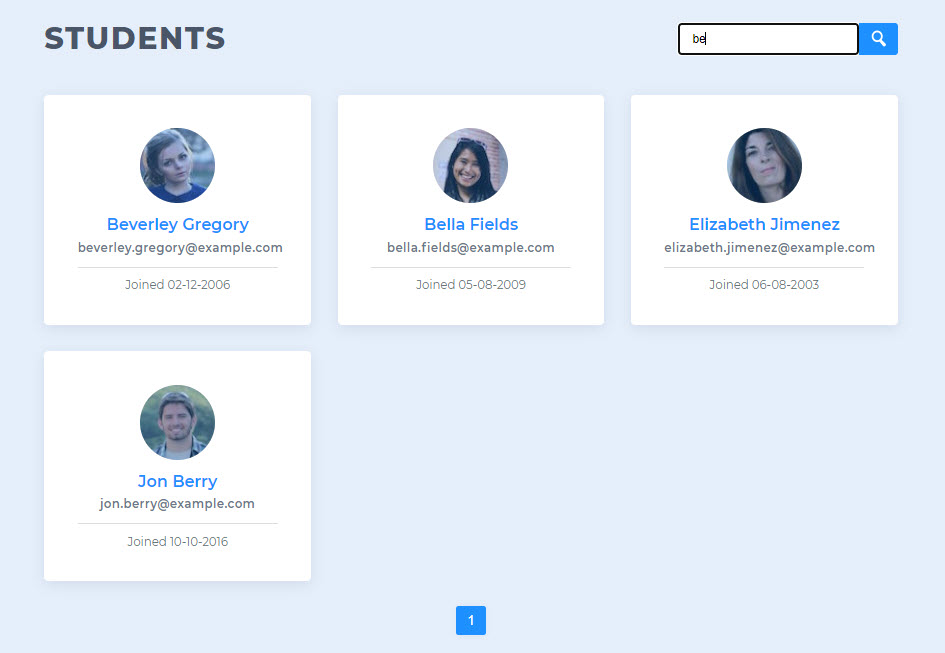 STUDENTS
be
Beverley Gregory
beverley.gregory@example.com
Joined 02-12-2006
Bella Fields
bella.fields@example.com
Joined 05-08-2009
Elizabeth Jimenez
elizabeth.jimenez@example.com
Joined 06-08-2003
Jon Berry
jon.berry@example.com
Joined 10-10-2016
1